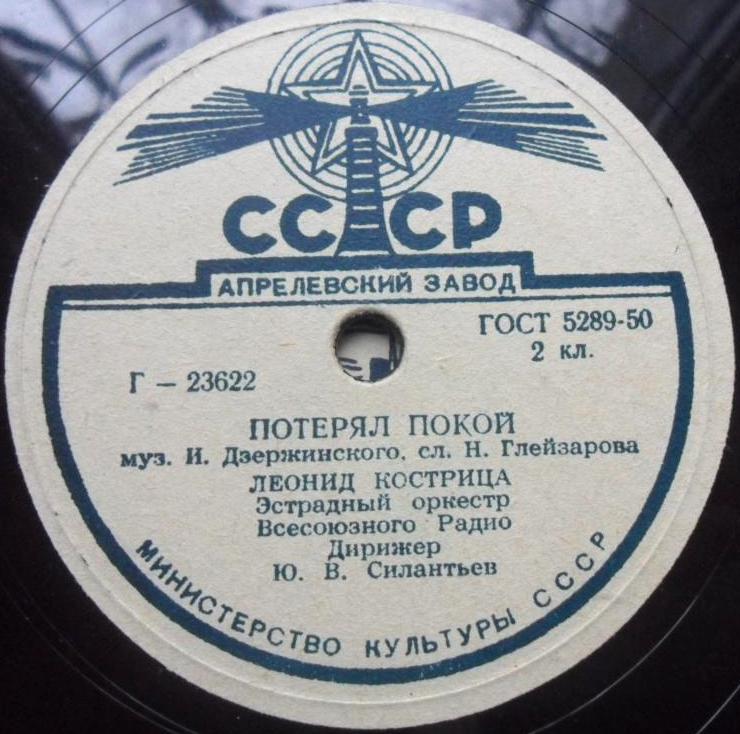 СССР
АПРЕЛЕВСКИЙ ЗАВОД
ГОСТ 5289-50
2 кл.
Г — 23622
ПОТЕРЯЛ ПОКОЙ
муз. И. Дзержинского, сл. Н. Глейзарова
ЛЕОНИД КОСТРИЦА
Эстрадный оркестр
Всесоюзного Радио
Дирижер
Ю. В. Силантьев
МИНИСТЕРСТВО КУЛЬТУРЫ СССР